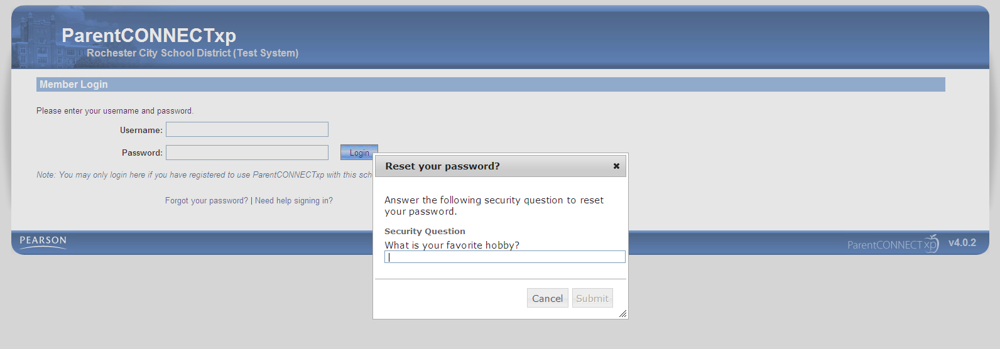 ParentCONNECTxp
Rochester City School District (Test System)
Member Login
Please enter your username and password.
Username:
Password:
Login
Note: You may only login here if you have registered to use ParentCONNECTxp with this
Forgot your password? | Need help signing in?
Reset your password?
Answer the following security question to reset
your password.
Security Question
What is your favorite hobby?
Cancel
Submit
PEARSON
ParentCONNECTxp
v4.0.2